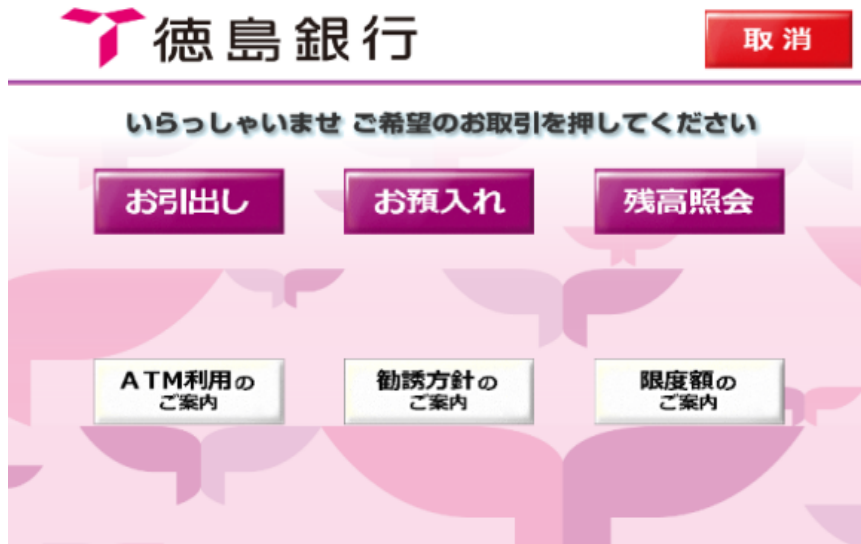 徳島銀行
取消
いらっしゃいませ ご希望のお取引を押してください
お引出し
お預入れ
残高照会
ATM利用の
ご案内
勧誘方針の
ご案内
限度額の
ご案内